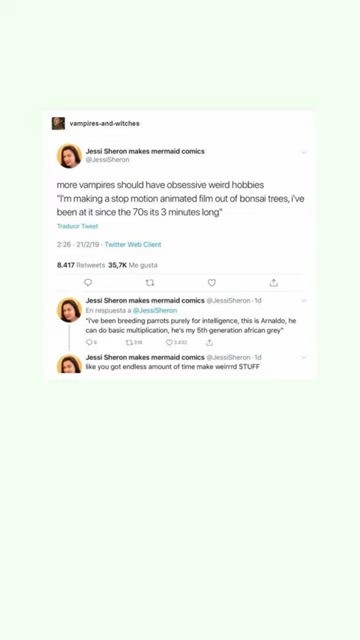 vampires-and-witches
Jessi Sheron makes mermaid comics
@JessiSheron
more vampires should have obsessive weird hobbies
"I'm making a stop motion animated film out of bonsai trees, i've
been at it since the 70s its 3 minutes long"
Traducir Tweet
2:26 · 21/2/19 · Twitter Web Client
8.417 Retweets 35,7K Me gusta
Jessi Sheron makes mermaid comics @JessiSheron · 1d
En respuesta a @JessiSheron
"i've been breeding parrots purely for intelligence, this is Arnaldo, he
can do basic multiplication, he's my 5th generation african grey"
Jessi Sheron makes mermaid comics @JessiSheron · 1d
like you got endless amount of time make weirrrd STUFF